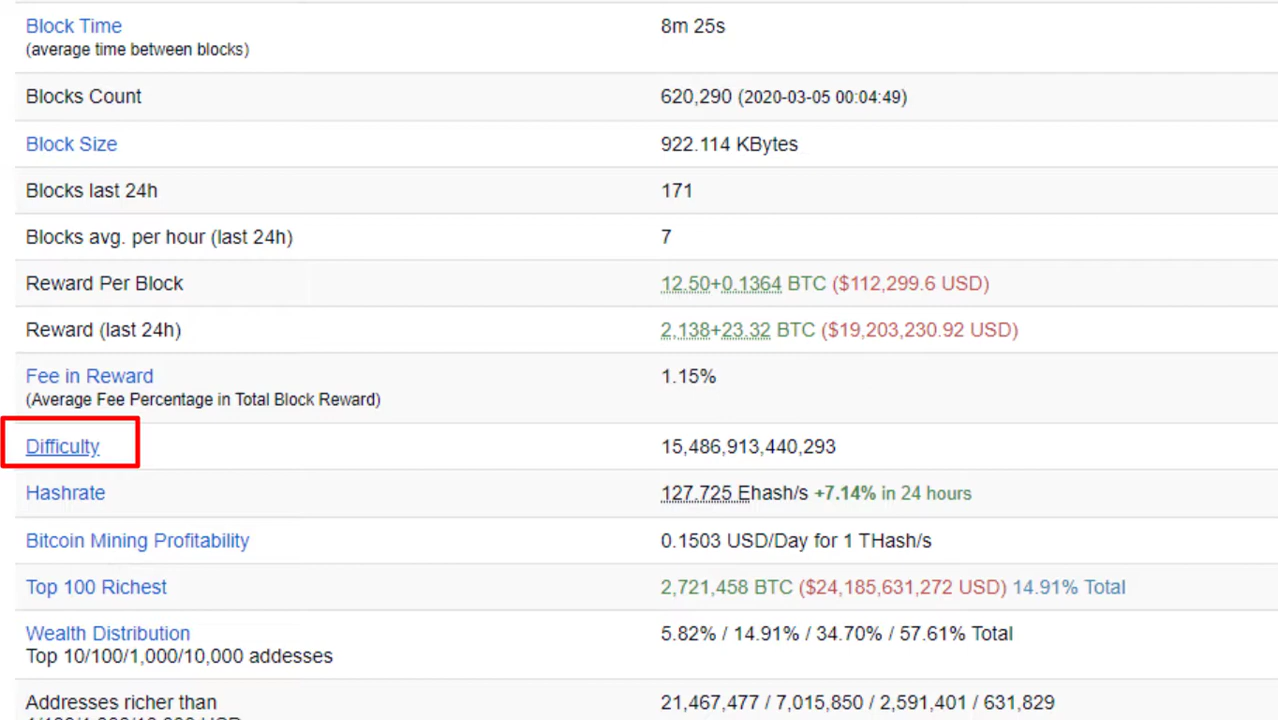 Block Time 8m 25s
(average time between blocks)
Blocks Count 620,290 (2020-03-05 00:04:49)
Block Size 922.114 KBytes
Blocks last 24h 171
Blocks avg. per hour (last 24h) 7
Reward Per Block 12.50+0.1364 BTC ($112,299.6 USD)
Reward (last 24h) 2,138+23.32 BTC ($19,203,230.92 USD)
Fee in Reward 1.15%
(Average Fee Percentage in Total Block Reward)
Difficulty 15,486,913,440,293
Hashrate 127.725 Ehash/s +7.14% in 24 hours
Bitcoin Mining Profitability 0.1503 USD/Day for 1 THash/s
Top 100 Richest 2,721,458 BTC ($24,185,631,272 USD) 14.91% Total
Wealth Distribution 5.82% / 14.91% / 34.70% / 57.61% Total
Top 10/100/1,000/10,000 addesses
Addresses richer than 21,467,477 / 7,015,850 / 2,591,401 / 631,829